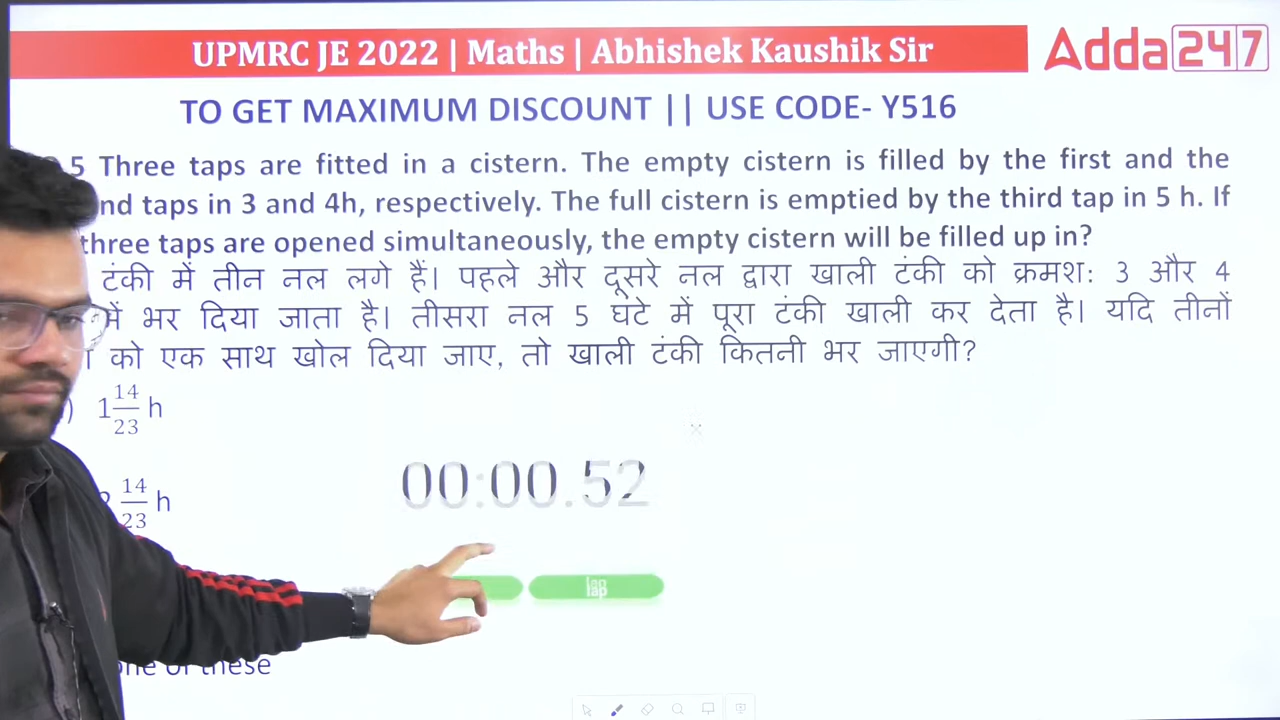 UPMRC JE 2022 | Maths | Abhishek Kaushik Sir
Adda247
TO GET MAXIMUM DISCOUNT || USE CODE- Y516
5 Three taps are fitted in a cistern. The empty cistern is filled by the first and the
nd taps in 3 and 4h, respectively. The full cistern is emptied by the third tap in 5 h. If
three taps are opened simultaneously, the empty cistern will be filled up in?
टंकी में तीन नल लगे हैं। पहले और दूसरे नल द्वारा खाली टंकी को क्रमश: 3 और 4
में भर दिया जाता है। तीसरा नल 5 घंटे में पूरा टंकी खाली कर देता है। यदि तीनों
को एक साथ खोल दिया जाए, तो खाली टंकी कितनी भर जाएगी?
) 1 14/23 h
2 14/23 h
00:00.52
lap
one of these